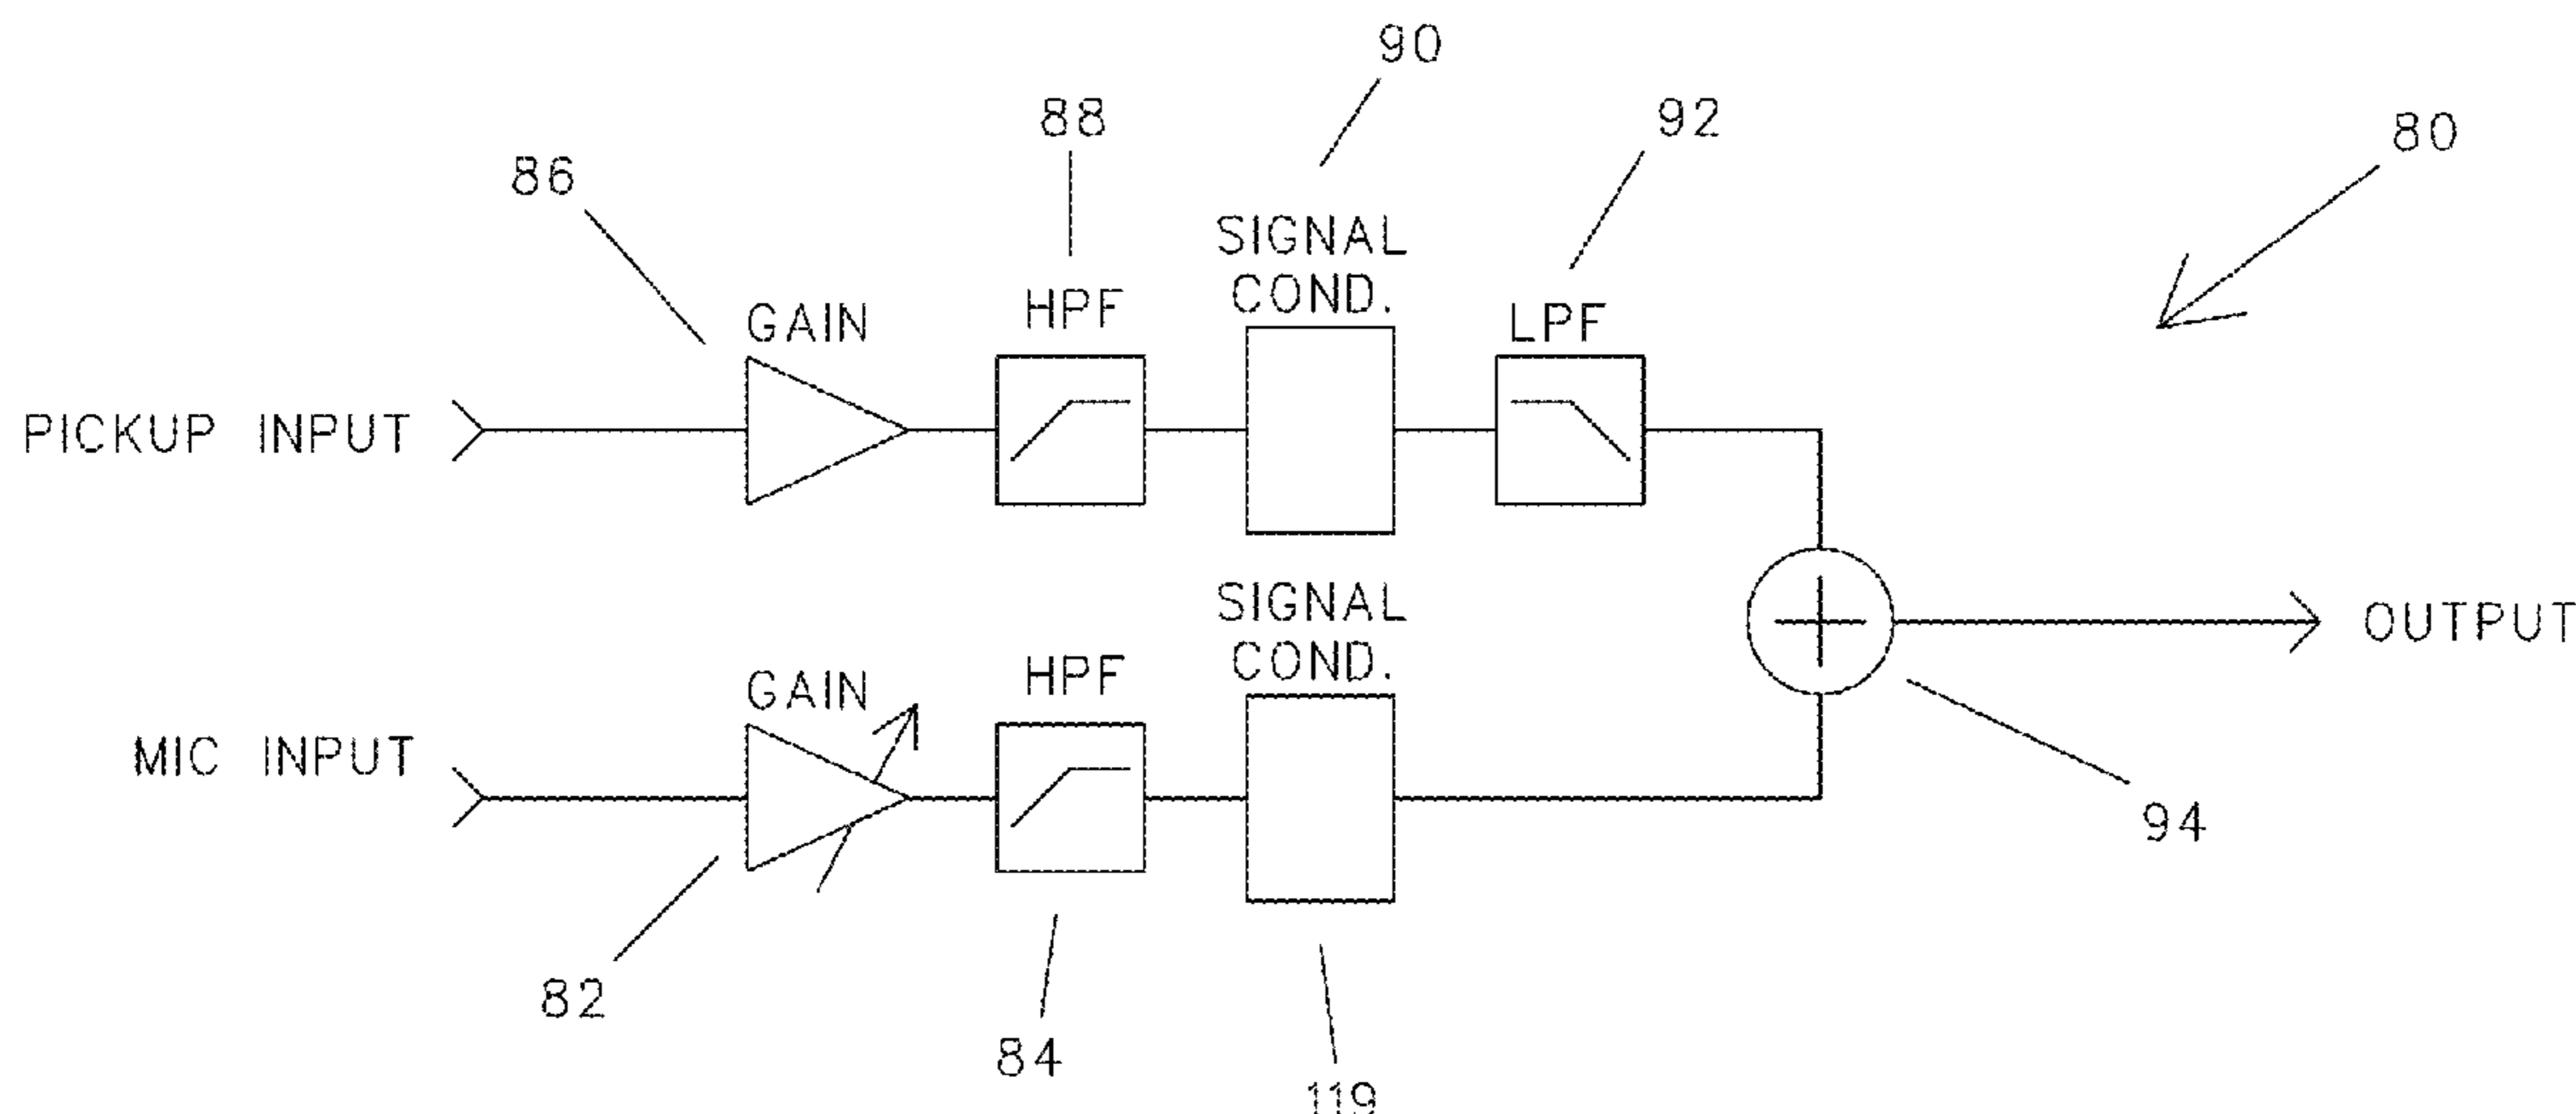 90
88
92
80
86
SIGNAL
COND.
GAIN
HPF
LPF
PICKUP INPUT
SIGNAL
COND.
OUTPUT
GAIN
HPF
MIC INPUT
94
82
84
119